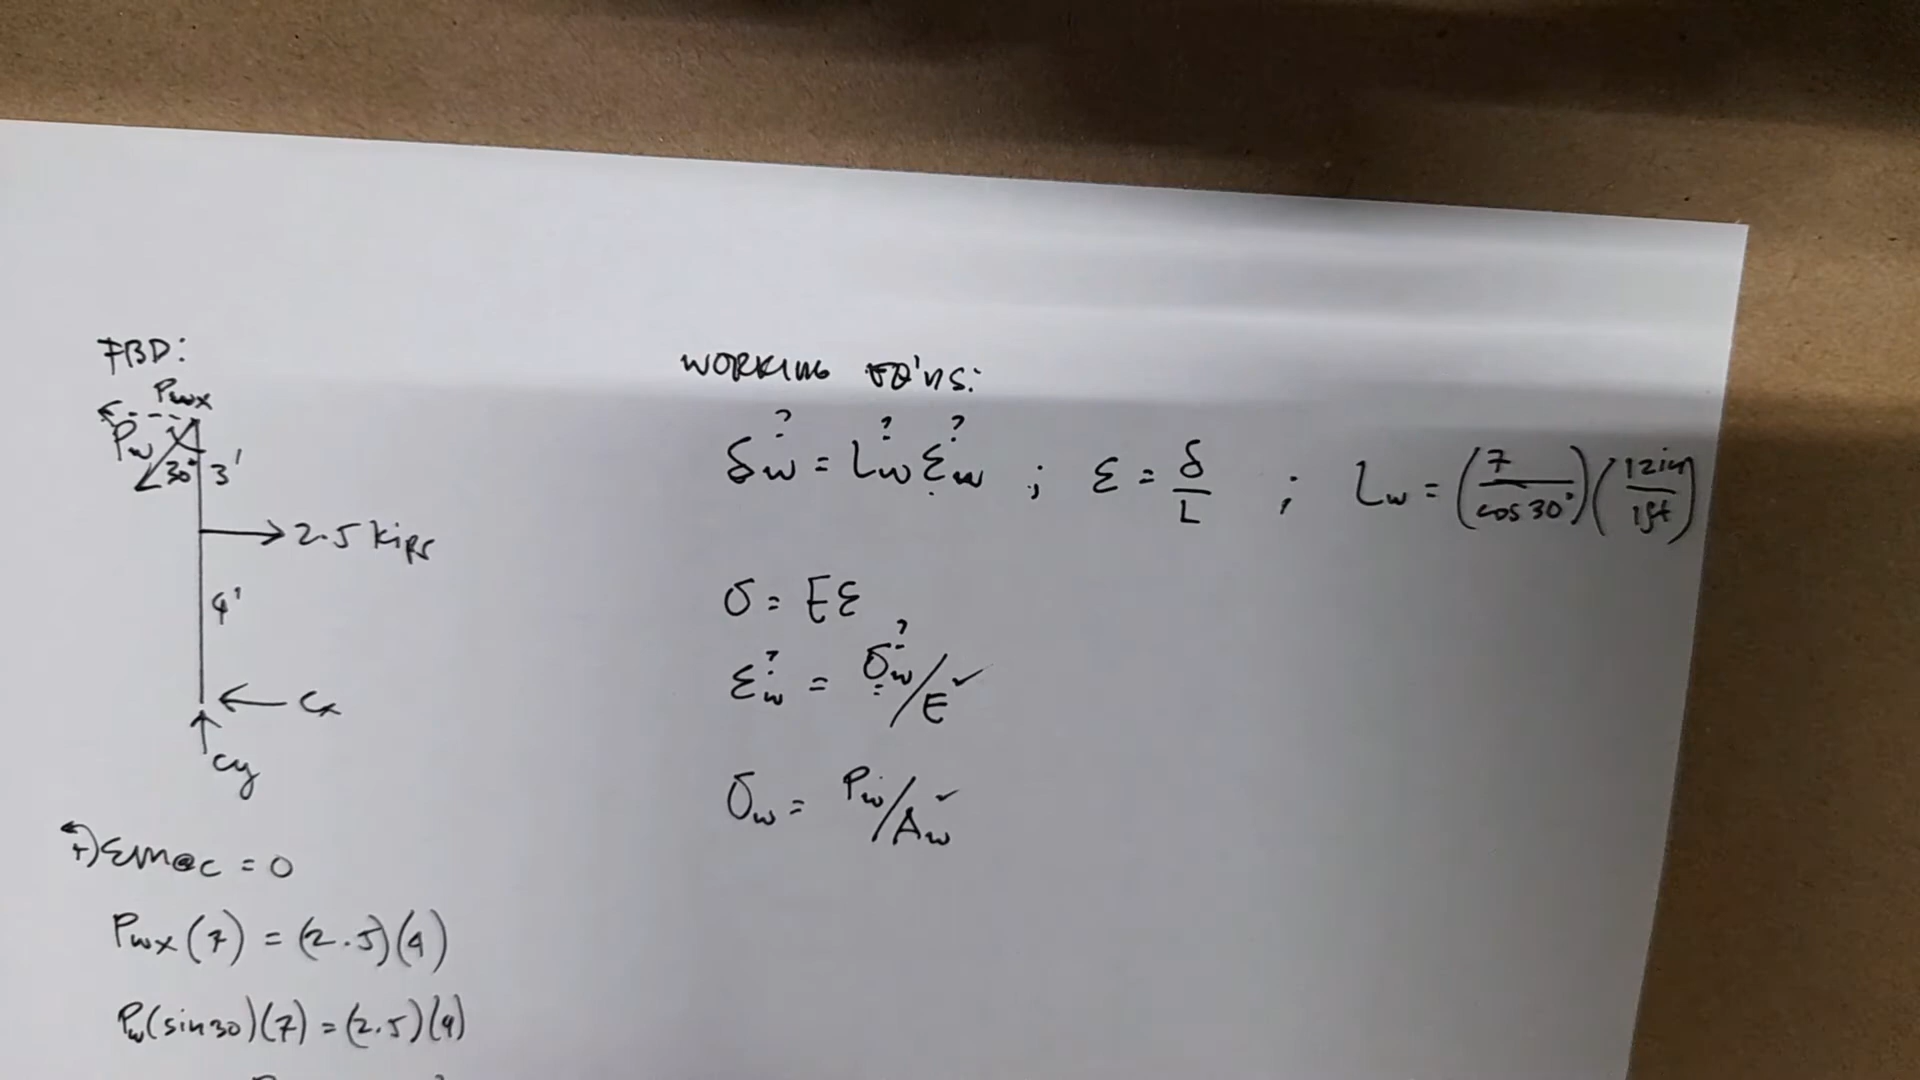 FBD:
Pwx
Pw
30°
3'
2.5 kips
4'
Cx
Cy
+) ΣM@C = 0
Pwx(7) = (2.5)(4)
Pw(sin30)(7) = (2.5)(4)
WORKING EQ'NS:
? ? ?
δw = Lw εw ; ε = δ/L ; Lw = (7/cos30°)(12in/1ft)
σ = Eε
? ?
εw = σw/E ✓
σw = Pw/Aw ✓